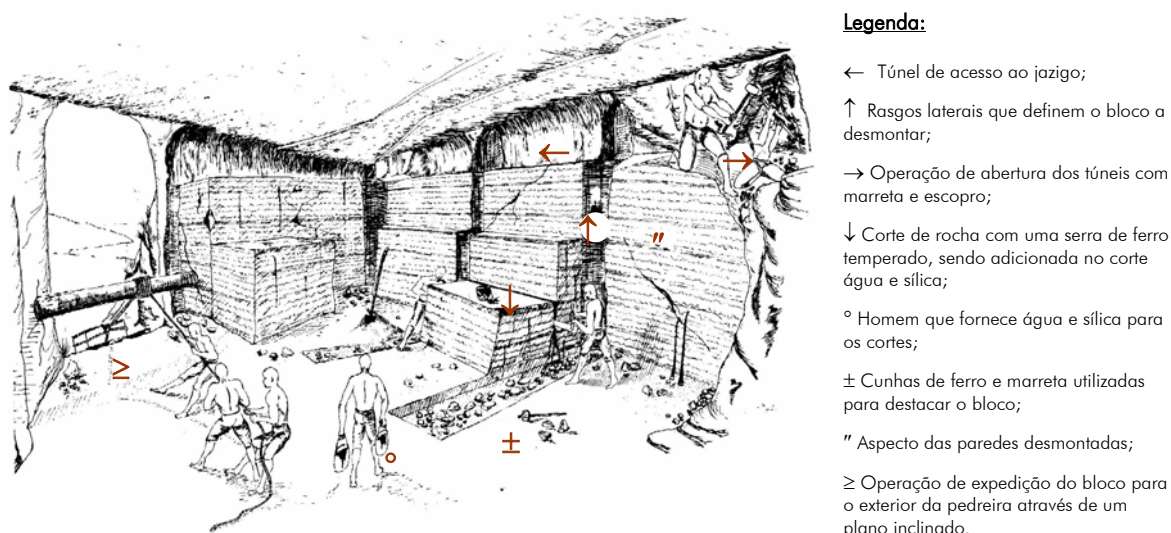 Legenda:
← Túnel de acesso ao jazigo;
↑ Rasgos laterais que definem o bloco a
desmontar;
→ Operação de abertura dos túneis com
marreta e escopro;
↓ Corte de rocha com uma serra de ferro
temperado, sendo adicionada no corte
água e sílica;
° Homem que fornece água e sílica para
os cortes;
± Cunhas de ferro e marreta utilizadas
para destacar o bloco;
″ Aspecto das paredes desmontadas;
≥ Operação de expedição do bloco para
o exterior da pedreira através de um
plano inclinado.
←
→
↑
″
↓
≥
°
±